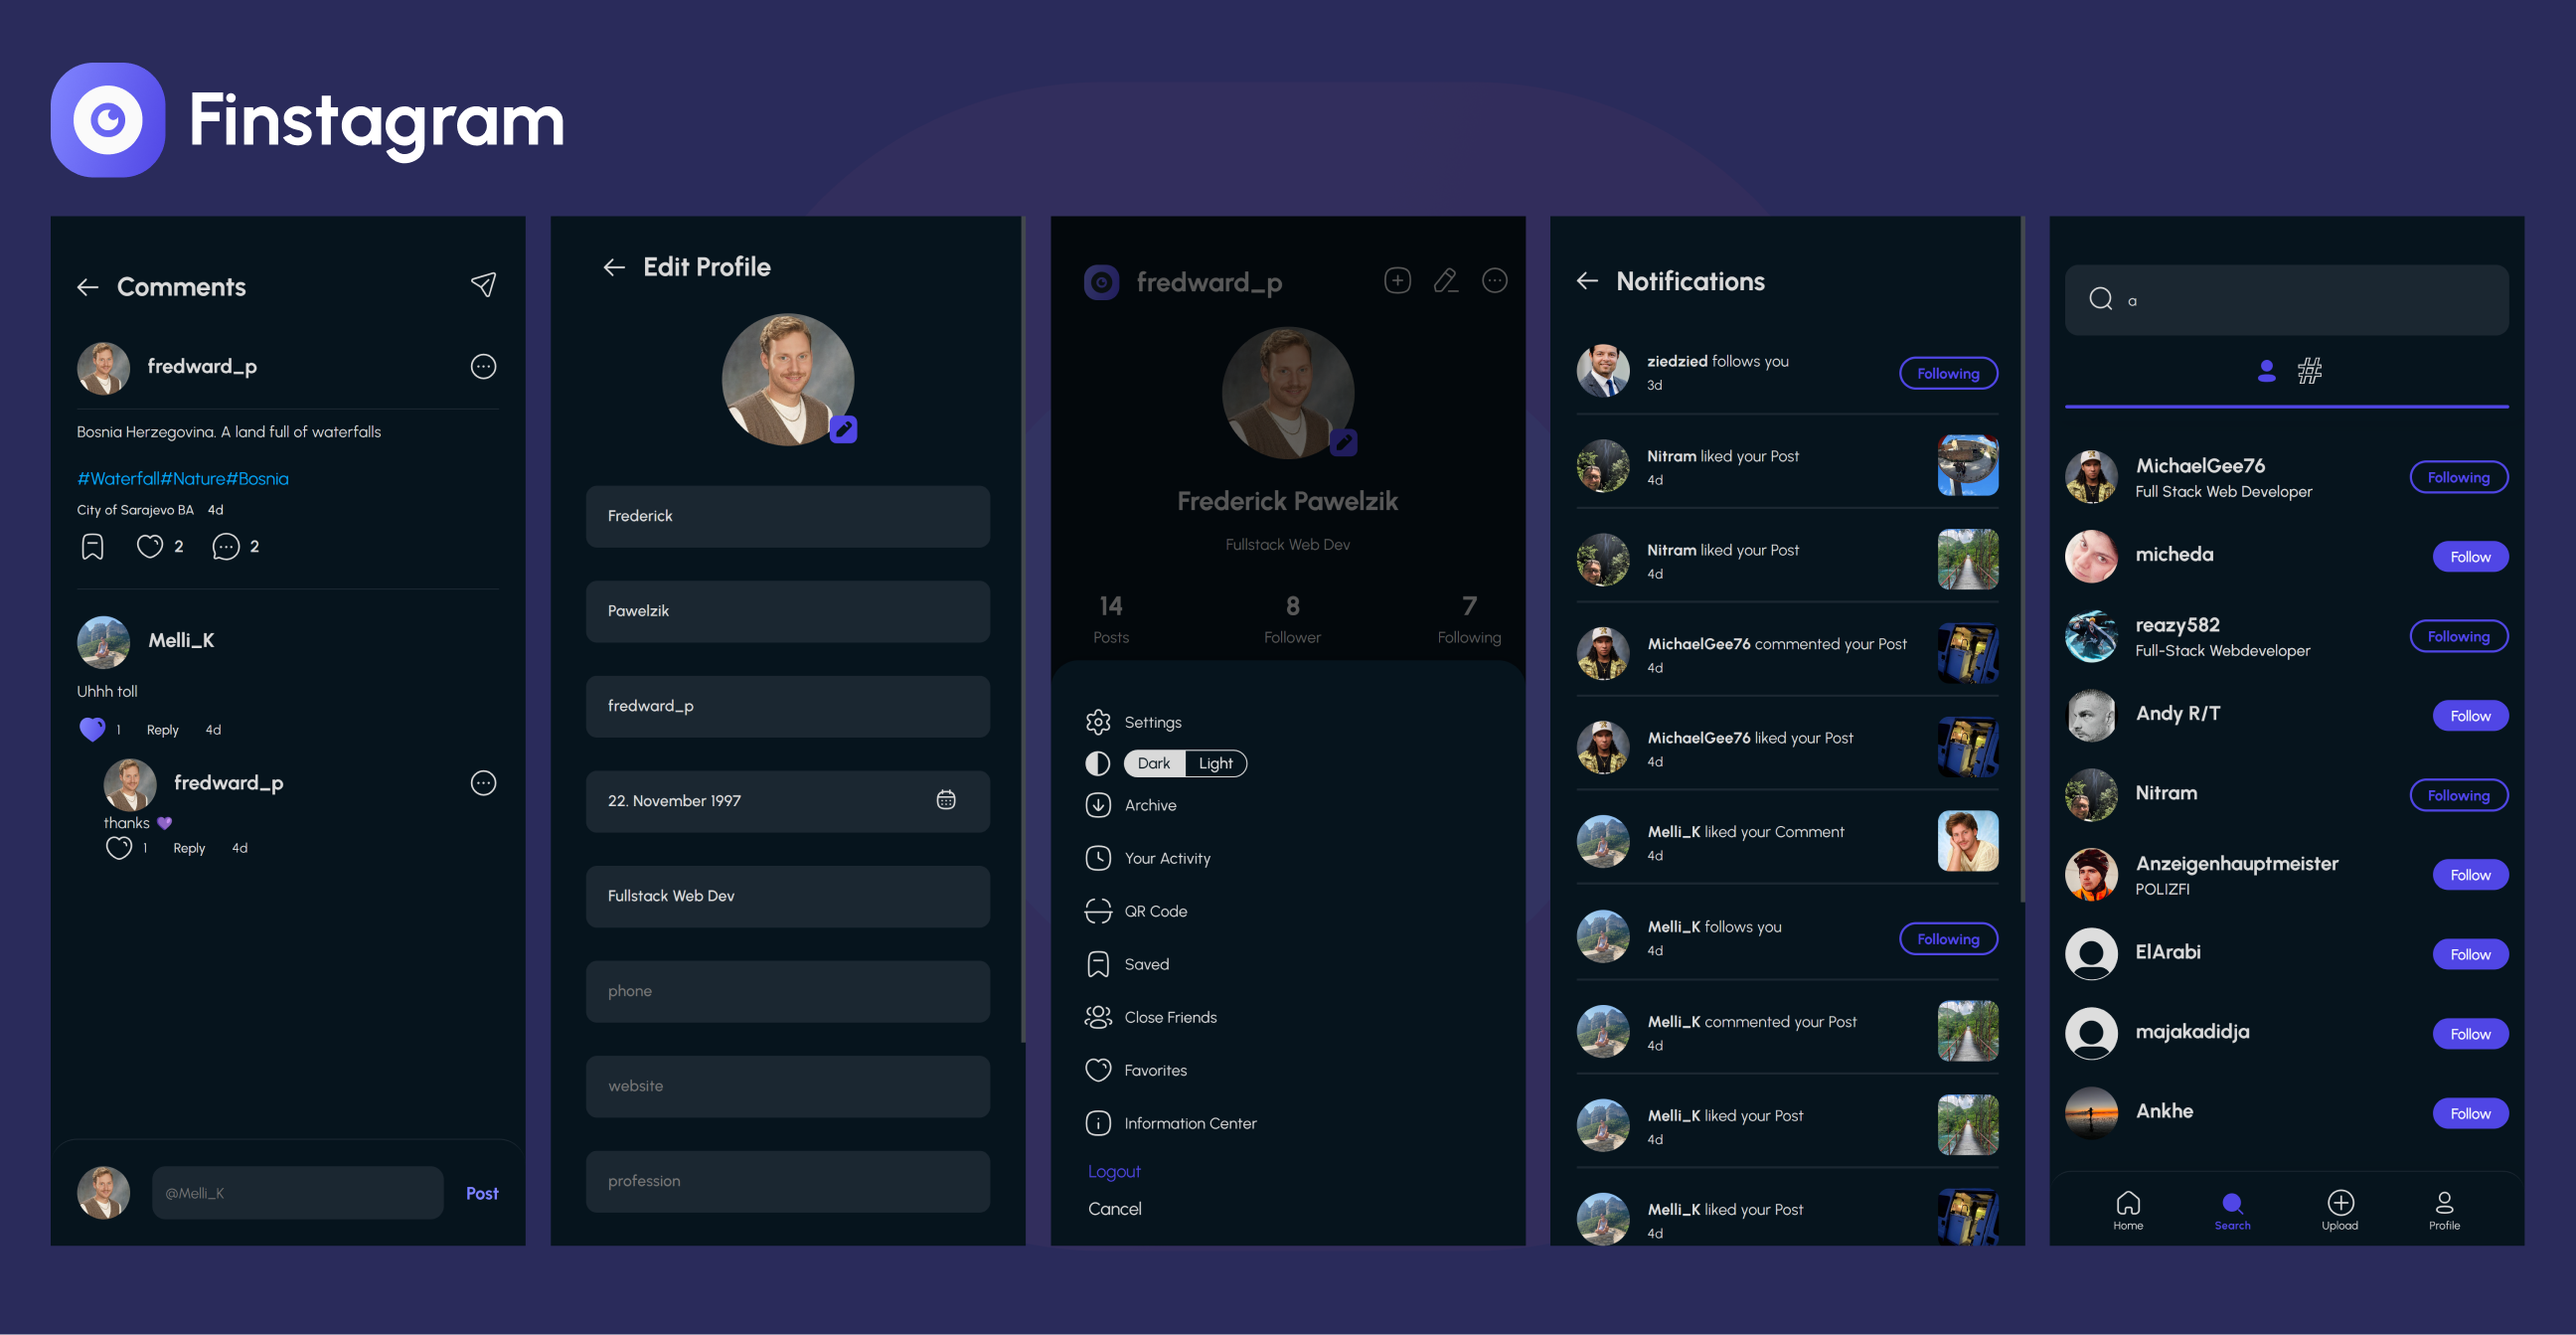 Finstagram
Comments
fredward_p
Bosnia Herzegovina. A land full of waterfalls
#Waterfall#Nature#Bosnia
City of Sarajevo BA 4d
2 2
Melli_K
Uhhh toll
1 Reply 4d
fredward_p
thanks 💜
1 Reply 4d
@Melli_K Post
Edit Profile
Frederick
Pawelzik
fredward_p
22. November 1997
Fullstack Web Dev
phone
website
profession
fredward_p
Frederick Pawelzik
Fullstack Web Dev
14 8 7
Posts Follower Following
Settings
Dark Light
Archive
Your Activity
QR Code
Saved
Close Friends
Favorites
Information Center
Logout
Cancel
Notifications
ziedzied follows you
3d
Following
Nitram liked your Post
4d
Nitram liked your Post
4d
MichaelGee76 commented your Post
4d
MichaelGee76 liked your Post
4d
Melli_K liked your Comment
4d
Melli_K follows you
4d
Following
Melli_K commented your Post
4d
Melli_K liked your Post
4d
Melli_K liked your Post
4d
a
#
MichaelGee76
Full Stack Web Developer
Following
micheda
Follow
reazy582
Full-Stack Webdeveloper
Following
Andy R/T
Follow
Nitram
Following
Anzeigenhauptmeister
POLIZFI
Follow
ElArabi
Follow
majakadidja
Follow
Ankhe
Follow
Home Search Upload Profile